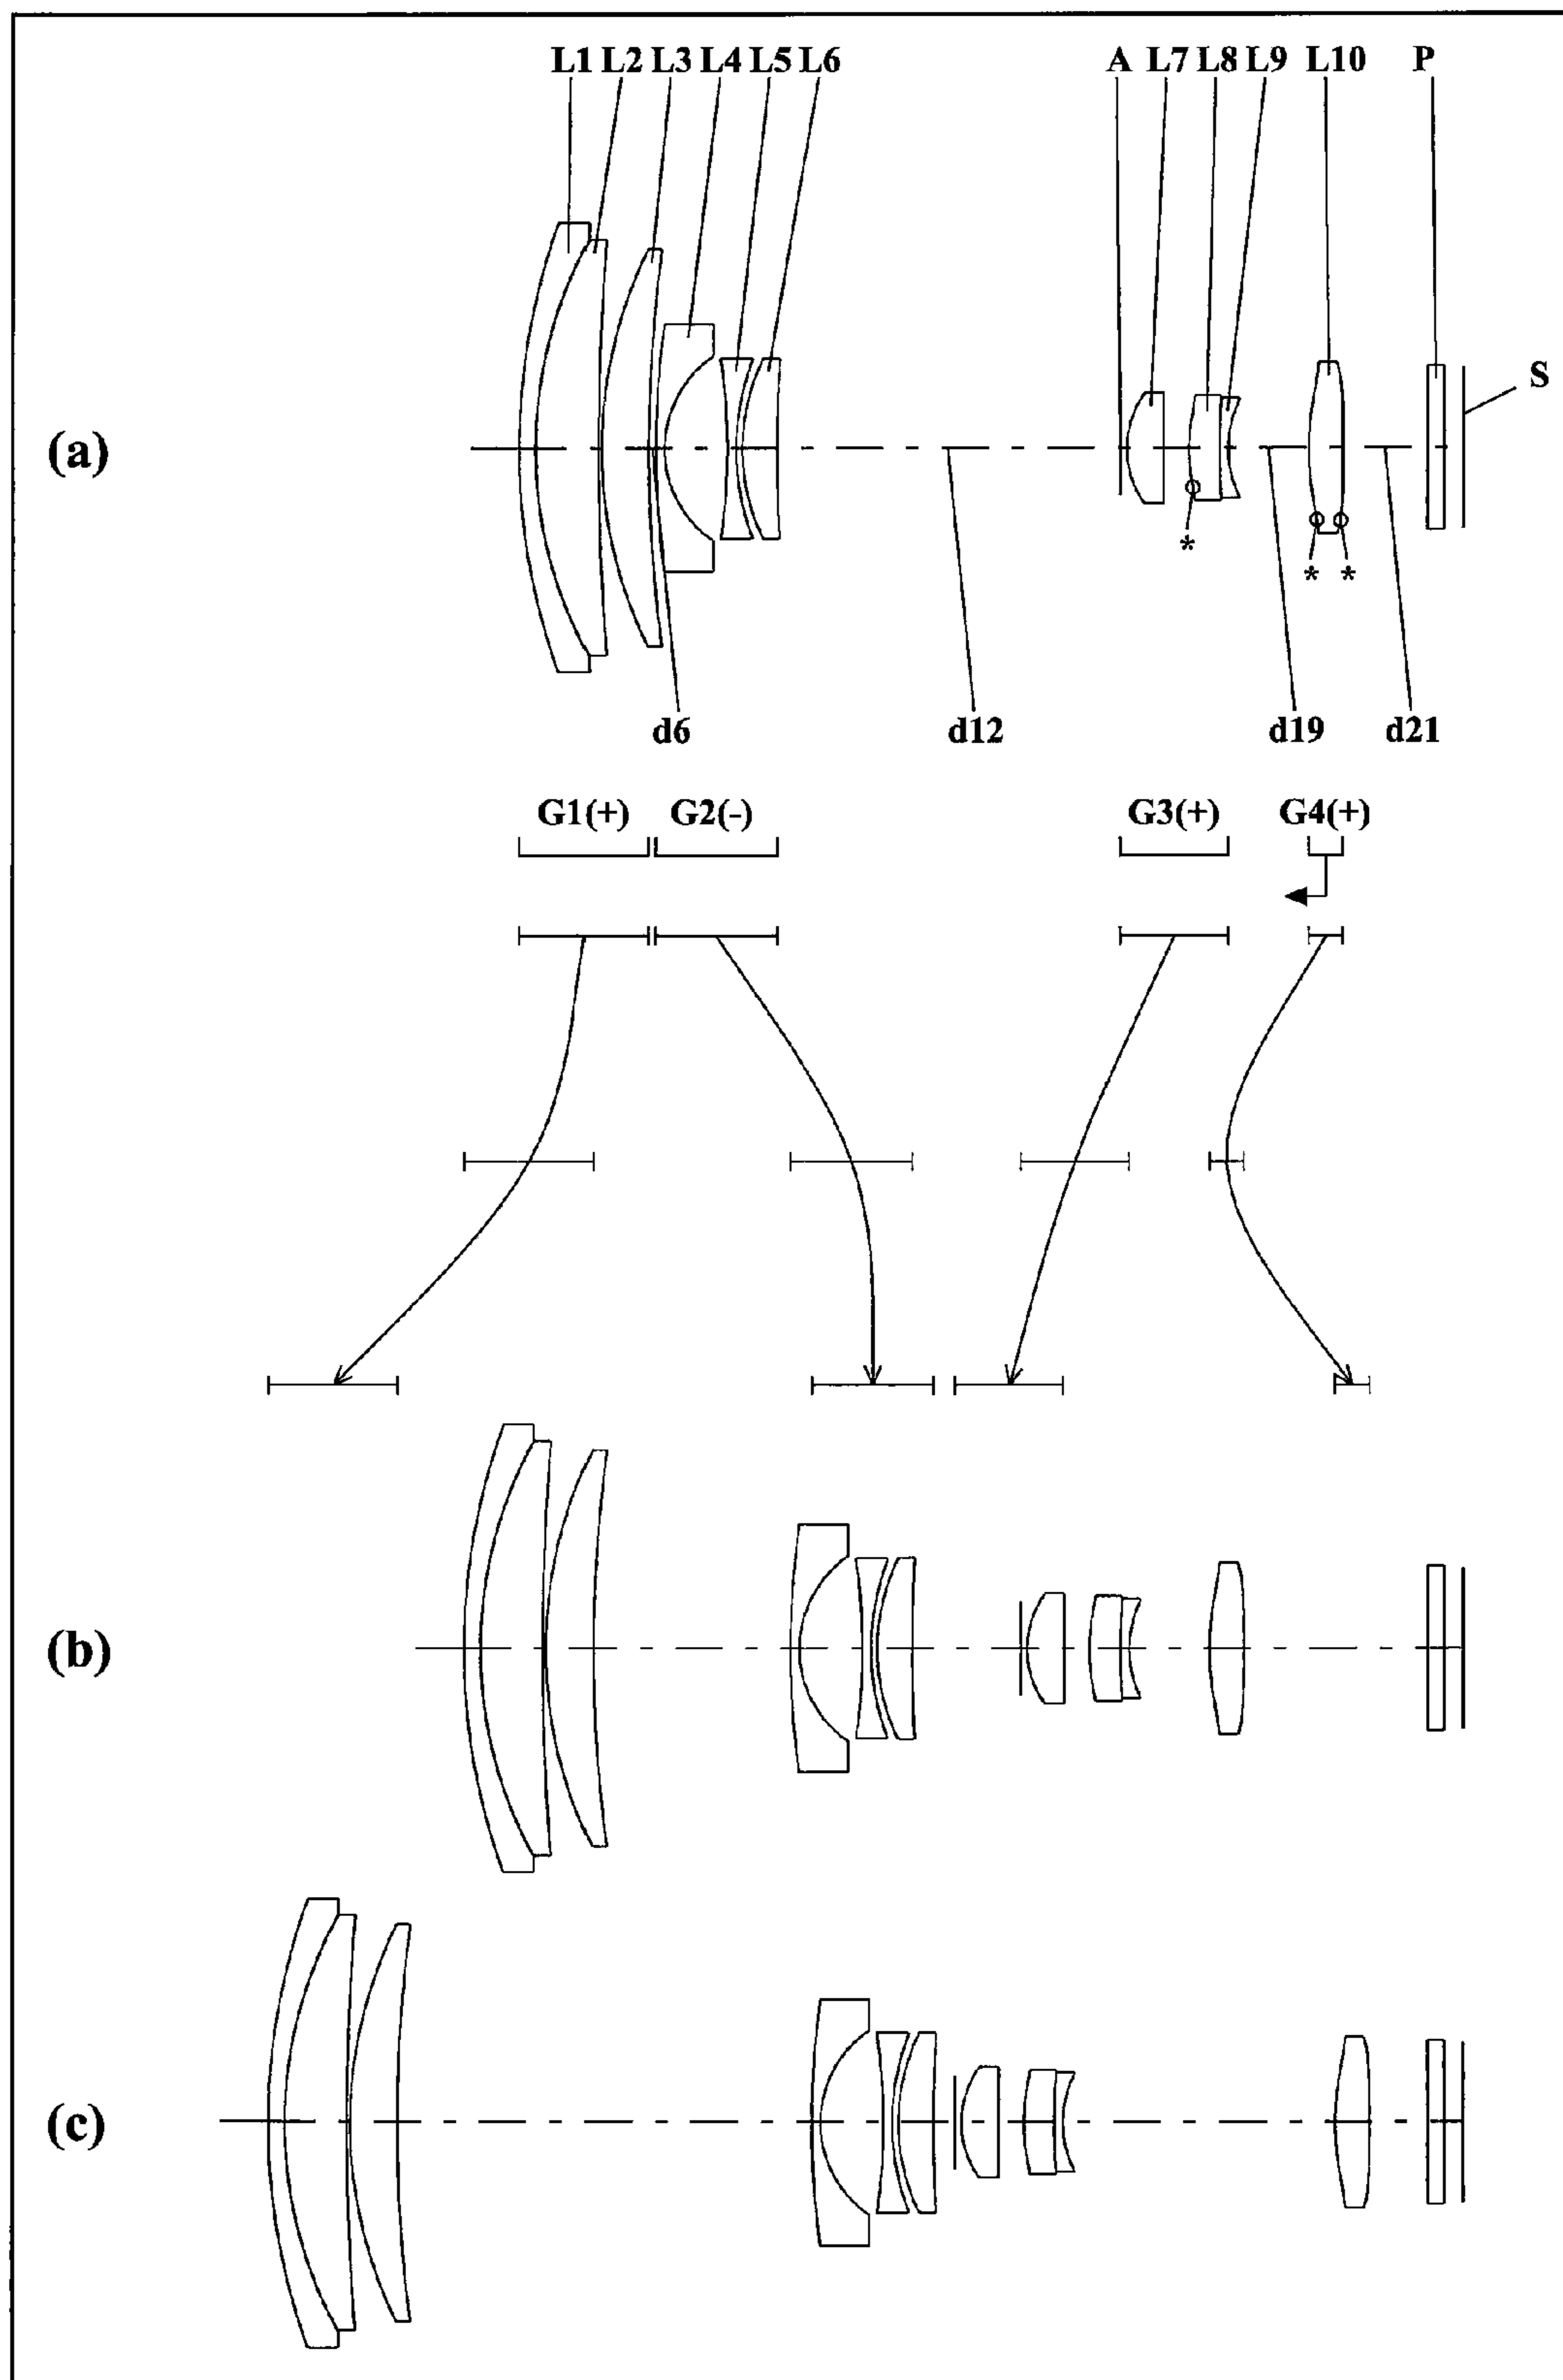 L1 L2 L3 L4 L5 L6 A L7 L8 L9 L10 P
S
(a)
* * *
d6 d12 d19 d21
G1(+) G2(-) G3(+) G4(+)
(b)
(c)